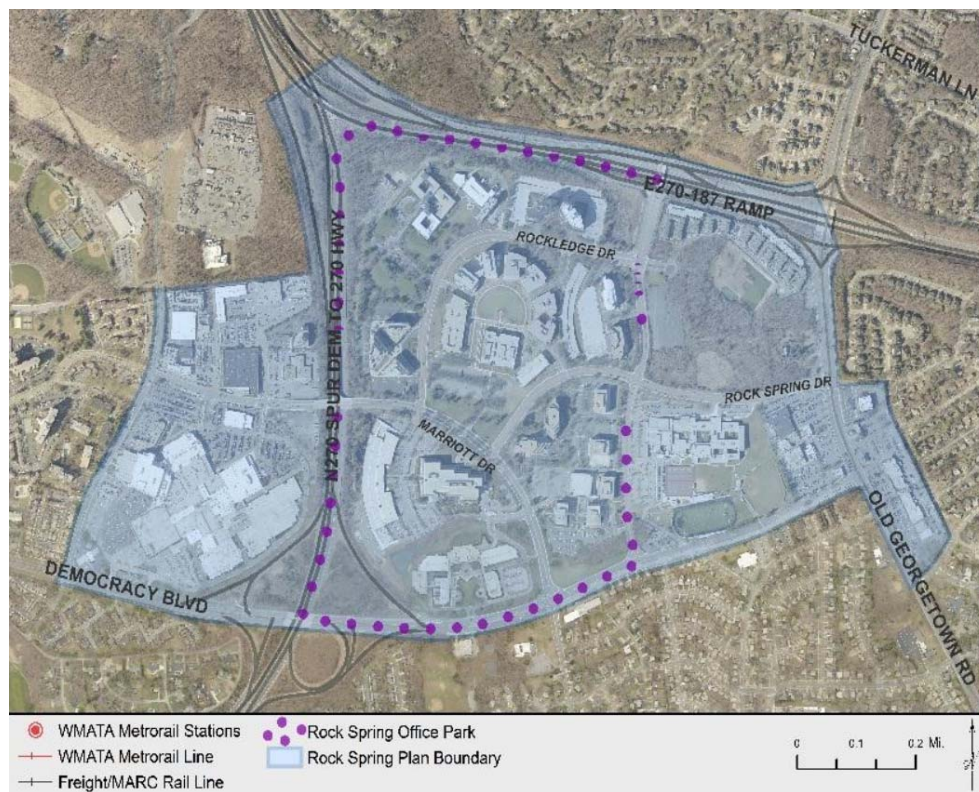 TUCKERMAN LN
E270-187 RAMP
ROCKLEDGE DR
N270 SPUR DEM TO 270 HWY
ROCK SPRING DR
MARRIOTT DR
OLD GEORGETOWN RD
DEMOCRACY BLVD
WMATA Metrorail Stations
WMATA Metrorail Line
Freight/MARC Rail Line
Rock Spring Office Park
Rock Spring Plan Boundary
0 0.1 0.2 Mi.